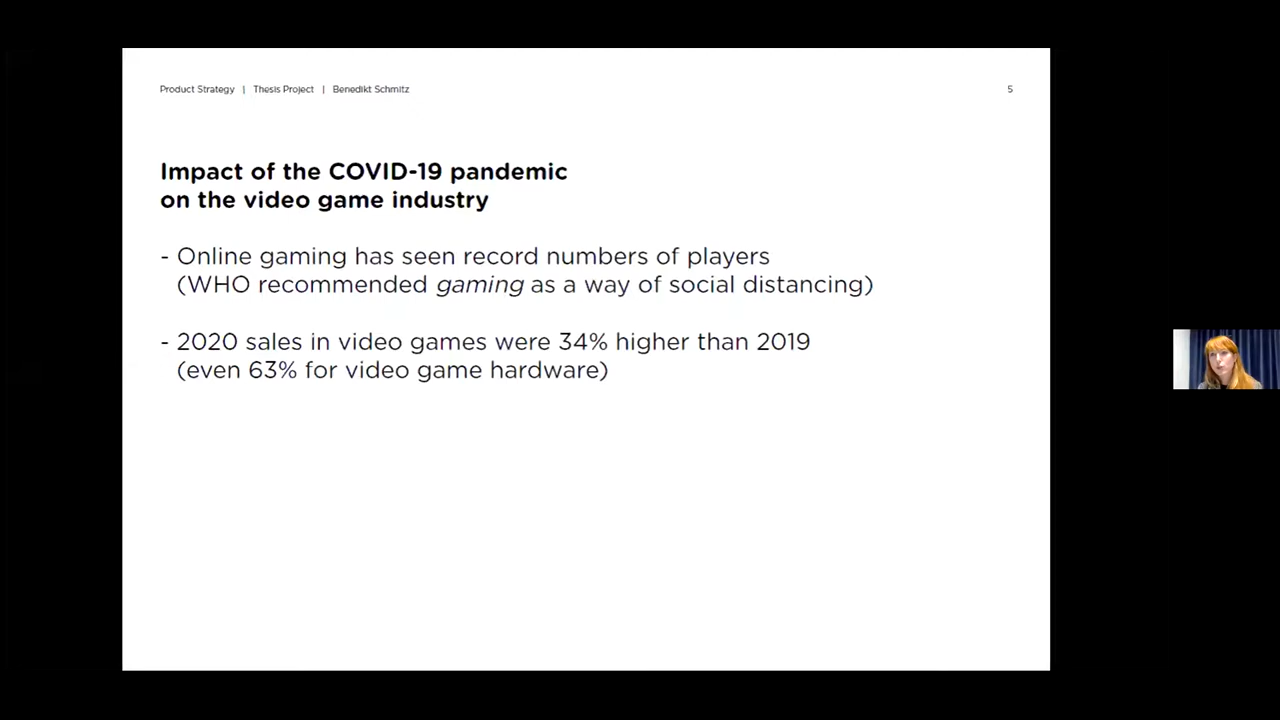 Product Strategy | Thesis Project | Benedikt Schmitz
5
Impact of the COVID-19 pandemic
on the video game industry
- Online gaming has seen record numbers of players
(WHO recommended gaming as a way of social distancing)
- 2020 sales in video games were 34% higher than 2019
(even 63% for video game hardware)